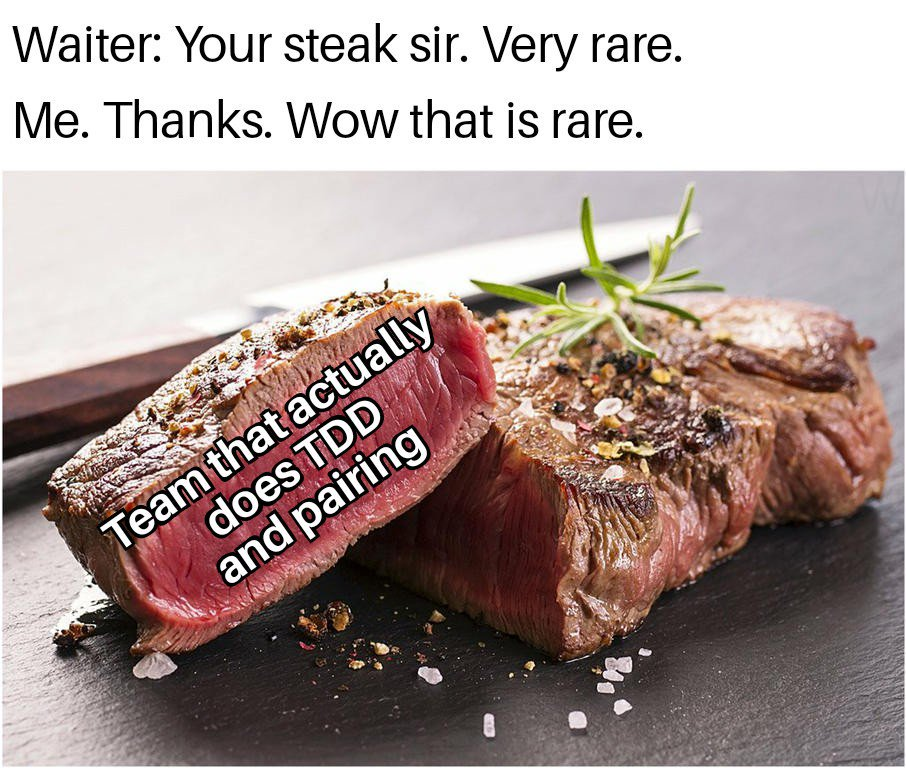 Waiter: Your steak sir. Very rare.
Me. Thanks. Wow that is rare.
Team that actually
does TDD
and pairing